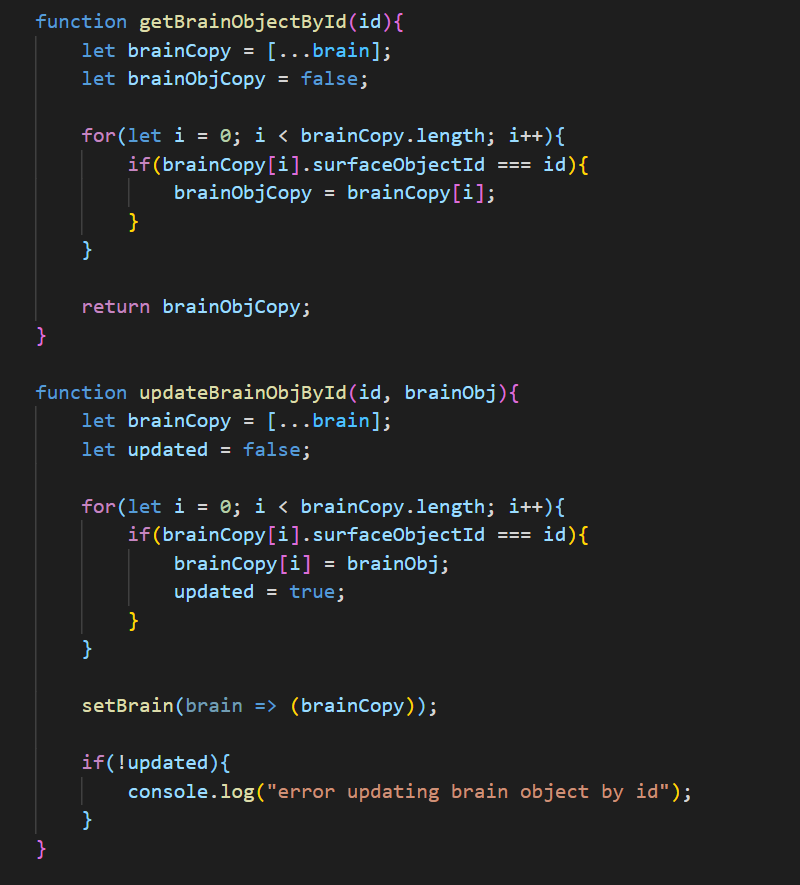 function getBrainObjectById(id){
    let brainCopy = [...brain];
    let brainObjCopy = false;

    for(let i = 0; i < brainCopy.length; i++){
        if(brainCopy[i].surfaceObjectId === id){
            brainObjCopy = brainCopy[i];
        }
    }

    return brainObjCopy;
}

function updateBrainObjById(id, brainObj){
    let brainCopy = [...brain];
    let updated = false;

    for(let i = 0; i < brainCopy.length; i++){
        if(brainCopy[i].surfaceObjectId === id){
            brainCopy[i] = brainObj;
            updated = true;
        }
    }

    setBrain(brain => (brainCopy));

    if(!updated){
        console.log("error updating brain object by id");
    }
}